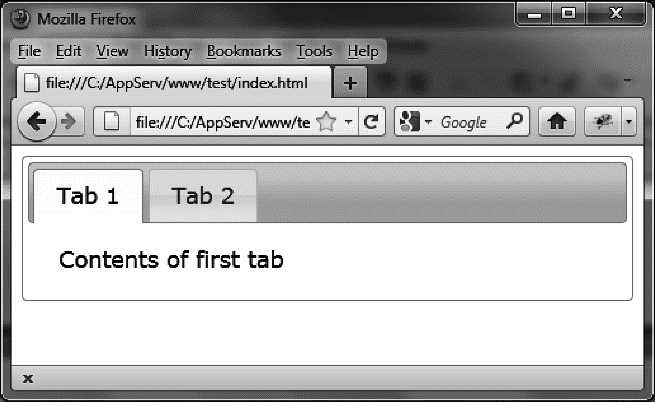 Mozilla Firefox
File Edit View History Bookmarks Tools Help
file:///C:/AppServ/www/test/index.html
file:///C:/AppServ/www/te Google
Tab 1 Tab 2
Contents of first tab
x